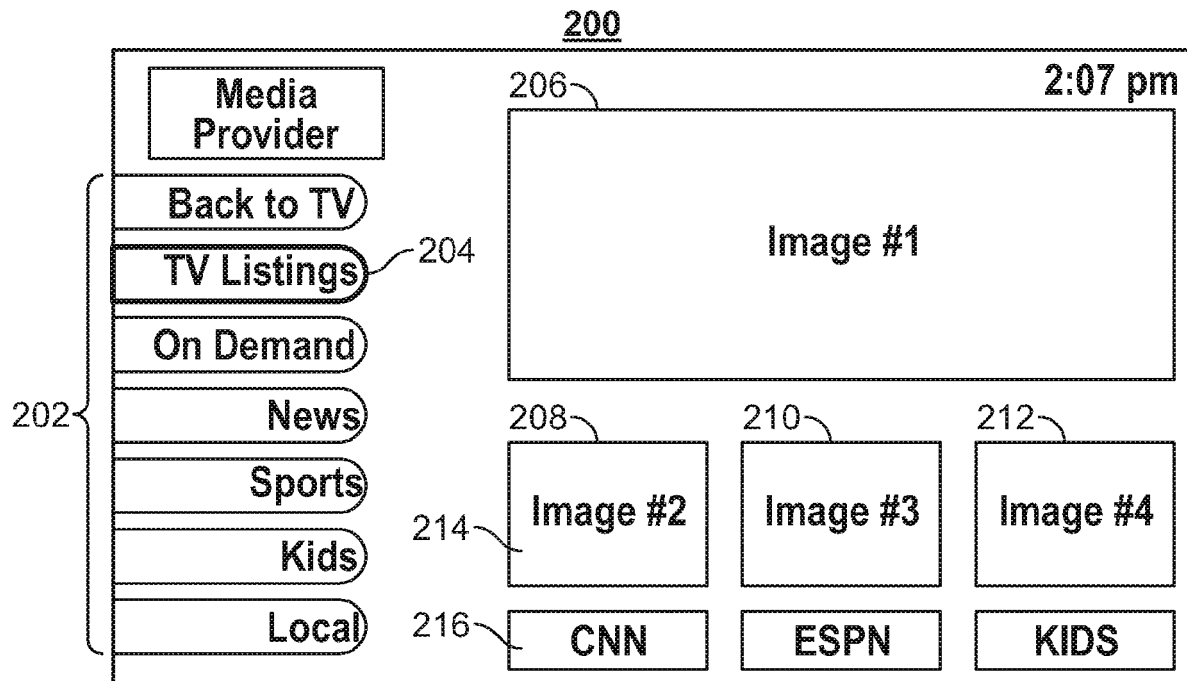 200
2:07 pm
Media
Provider
206
Image #1
Back to TV
TV Listings
204
On Demand
202
News
Sports
Kids
Local
208
210
212
Image #2
Image #3
Image #4
214
216
CNN
ESPN
KIDS